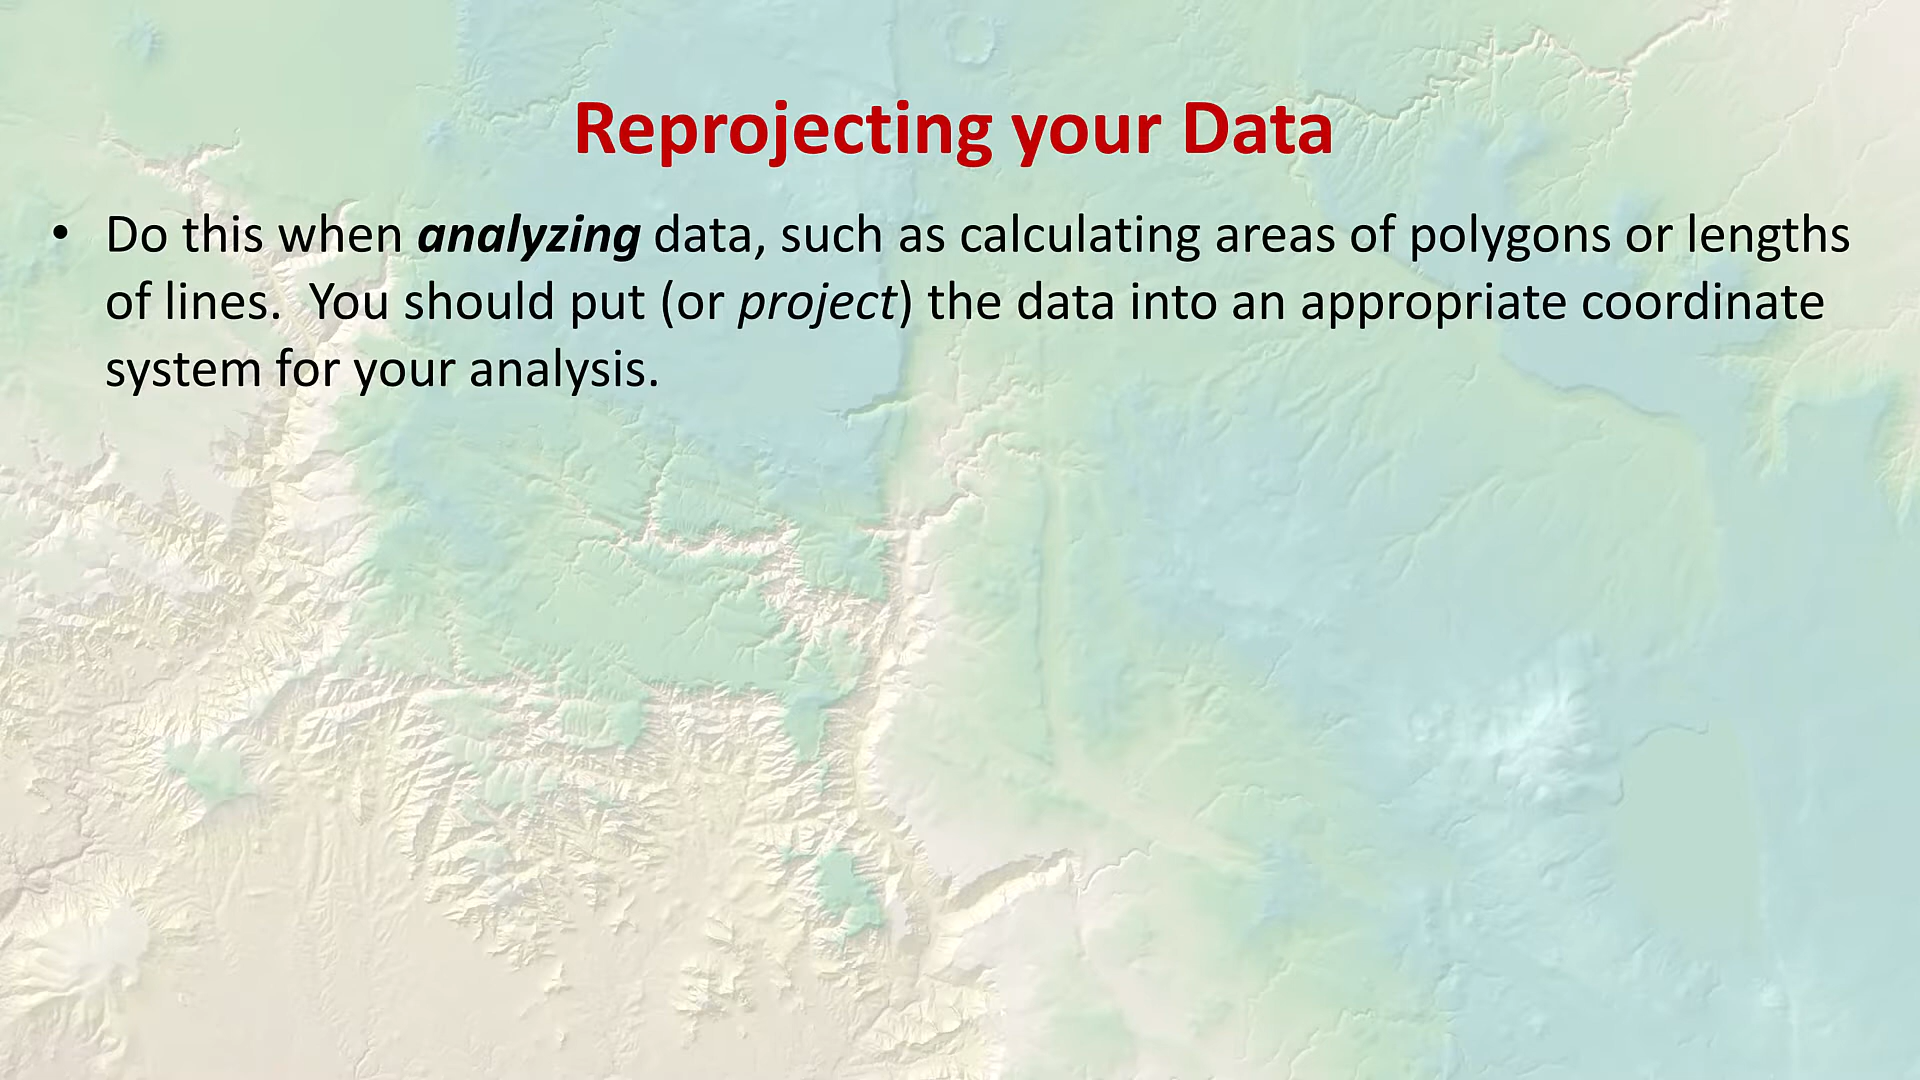 Reprojecting your Data
• Do this when analyzing data, such as calculating areas of polygons or lengths
of lines.  You should put (or project) the data into an appropriate coordinate
system for your analysis.